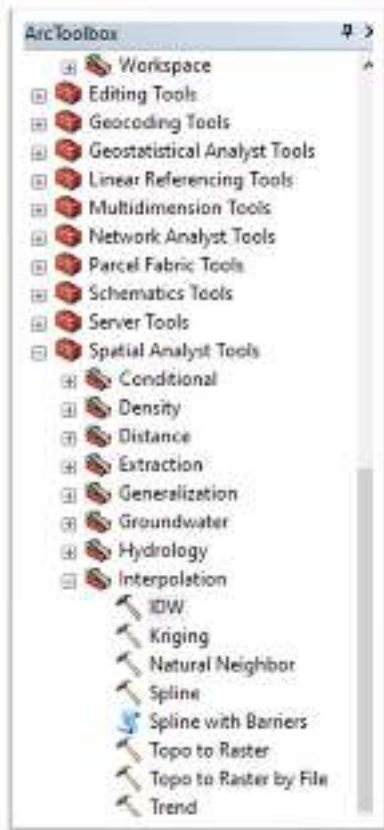 ArcToolbox
Workspace
Editing Tools
Geocoding Tools
Geostatistical Analyst Tools
Linear Referencing Tools
Multidimension Tools
Network Analyst Tools
Parcel Fabric Tools
Schematics Tools
Server Tools
Spatial Analyst Tools
Conditional
Density
Distance
Extraction
Generalization
Groundwater
Hydrology
Interpolation
IDW
Kriging
Natural Neighbor
Spline
Spline with Barriers
Topo to Raster
Topo to Raster by File
Trend